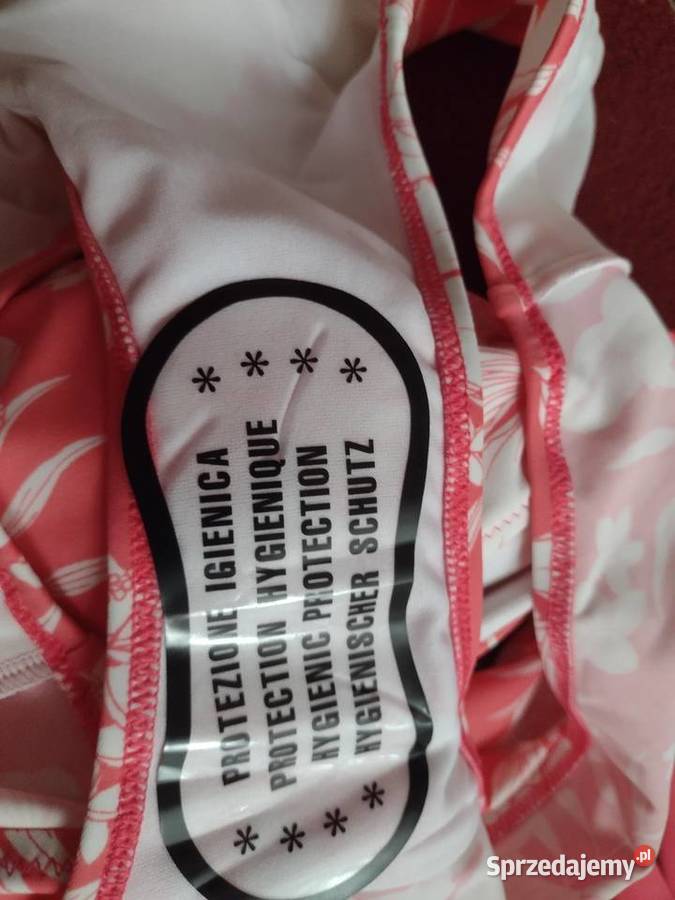 * * * *
PROTEZIONE IGIENICA
PROTECTION HYGIENIQUE
HYGIENIC PROTECTION
HYGIENISCHER SCHUTZ
* * * *
Sprzedajemy.pl